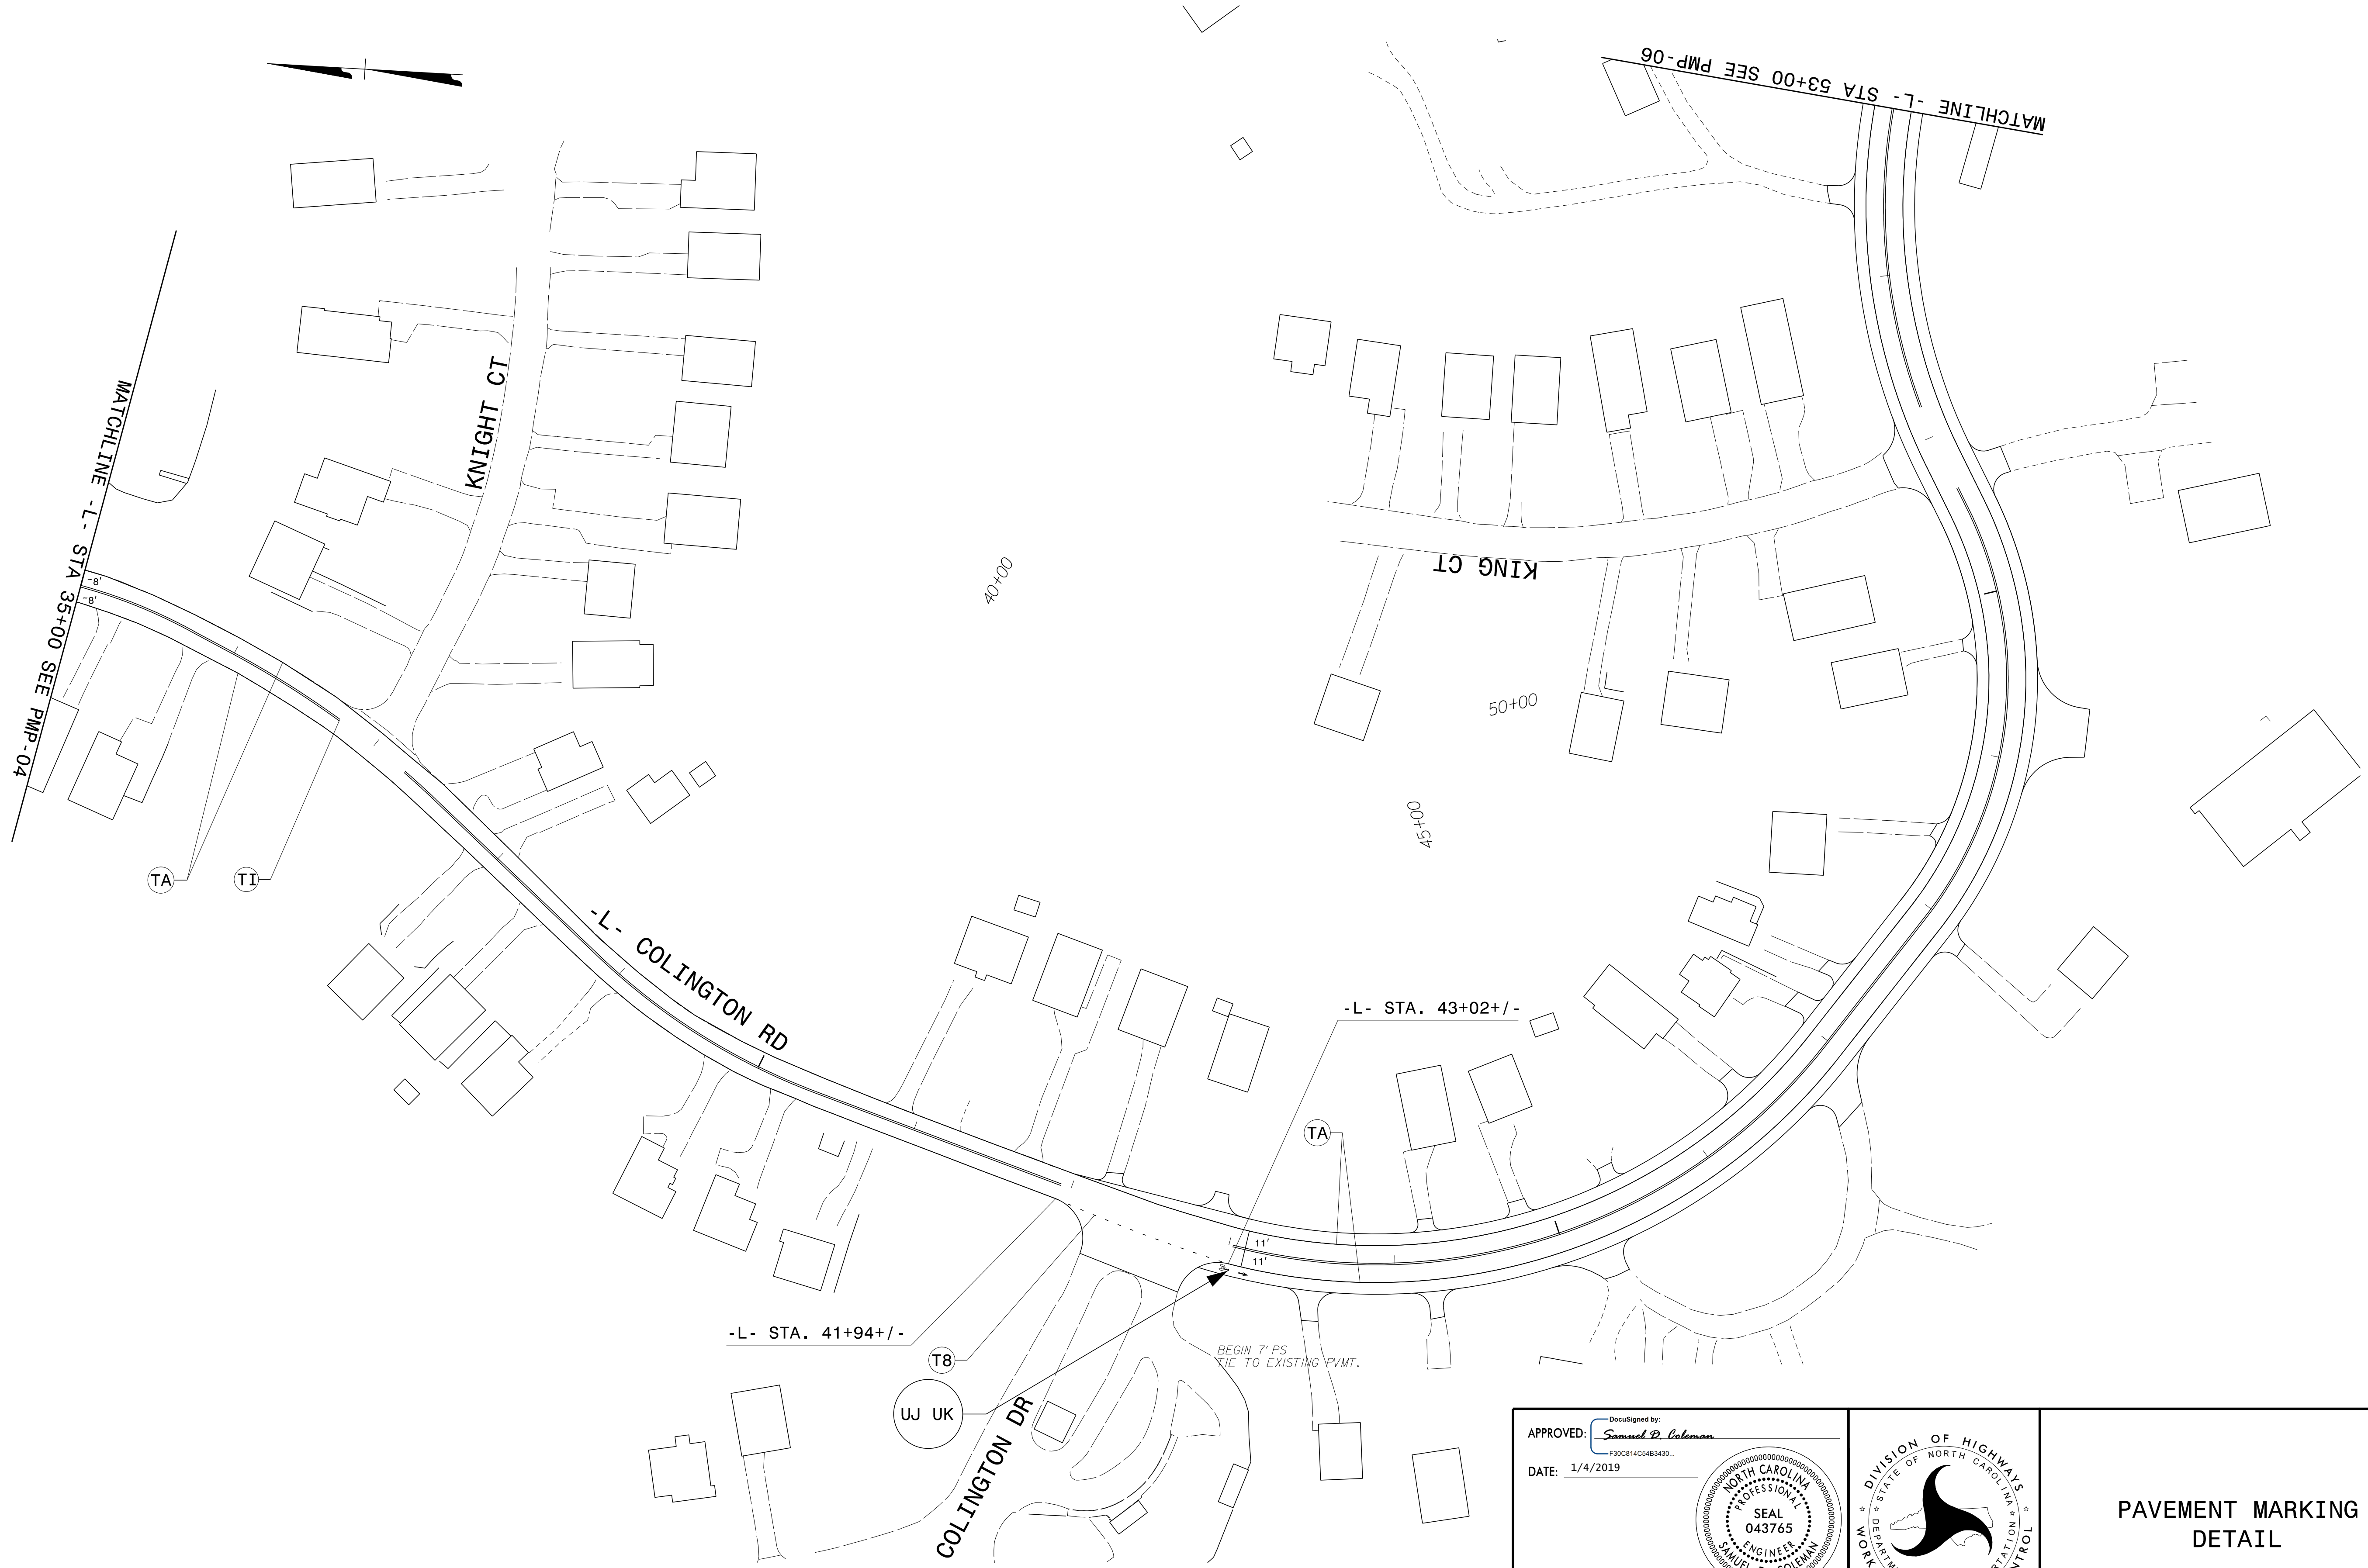 MATCHLINE -L- STA 53+00 SEE PMP-06
MATCHLINE -L- STA 35+00 SEE PMP-04
KNIGHT CT
40+00
KING CT
50+00
45+00
~8'
~8'
TA
TI
-L- COLINGTON RD
-L- STA. 43+02+/-
TA
11'
11'
-L- STA. 41+94+/-
T8
UJ UK
BEGIN 7' PS
TIE TO EXISTING PVMT.
COLINGTON DR
APPROVED:
DocuSigned by:
Samuel D. Coleman
F30C814C54B3430...
DATE: 1/4/2019
NORTH CAROLINA
PROFESSIONAL
SEAL
043765
ENGINEER
SAMUEL D. COLEMAN
DIVISION OF HIGHWAYS
STATE OF NORTH CAROLINA
PAVEMENT MARKING
DETAIL